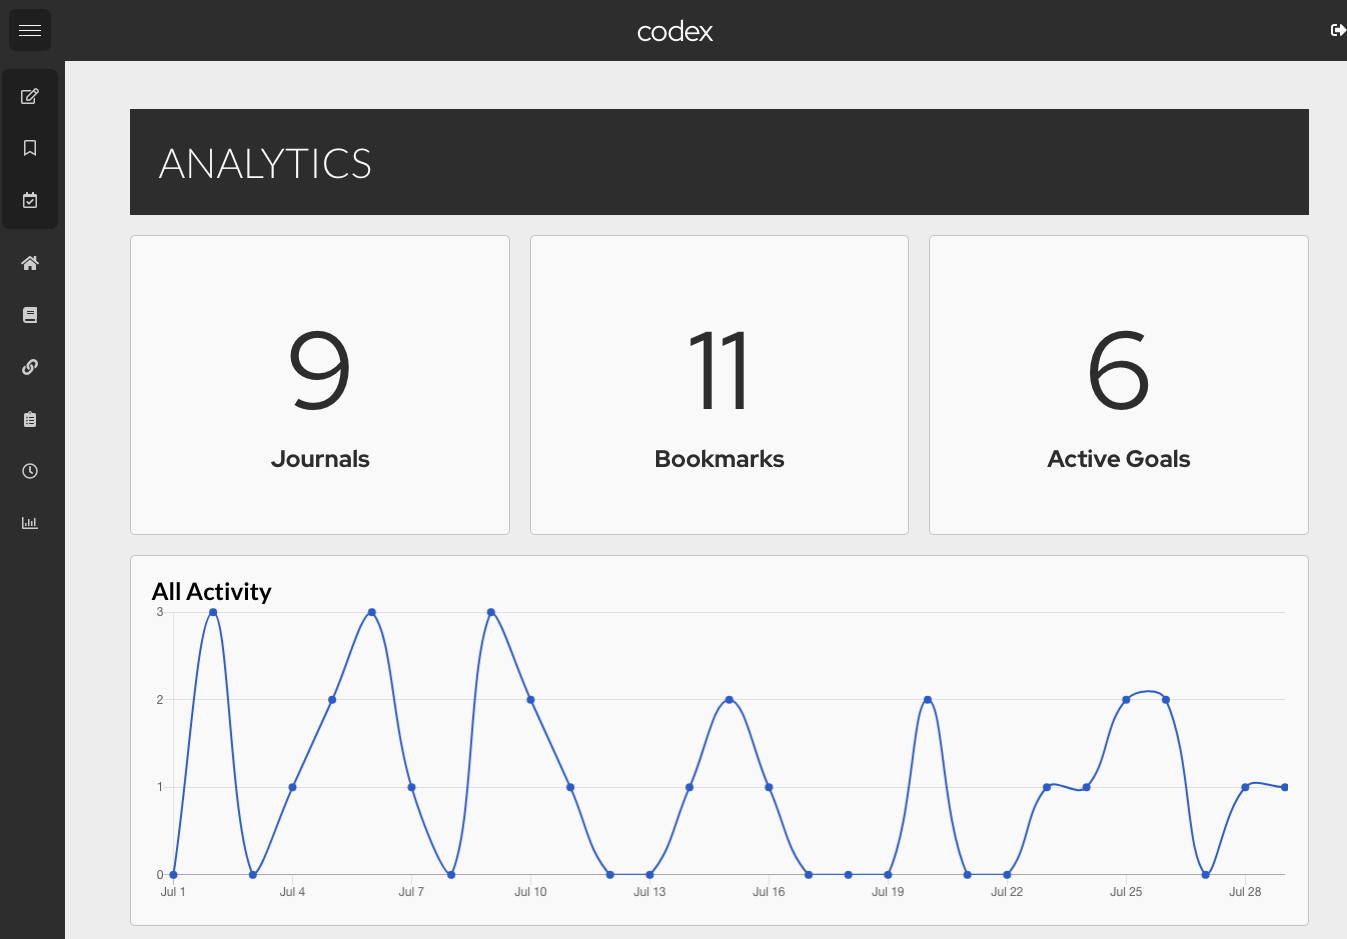 codex
ANALYTICS
9
Journals
11
Bookmarks
6
Active Goals
All Activity
3
2
1
0
Jul 1 Jul 4 Jul 7 Jul 10 Jul 13 Jul 16 Jul 19 Jul 22 Jul 25 Jul 28